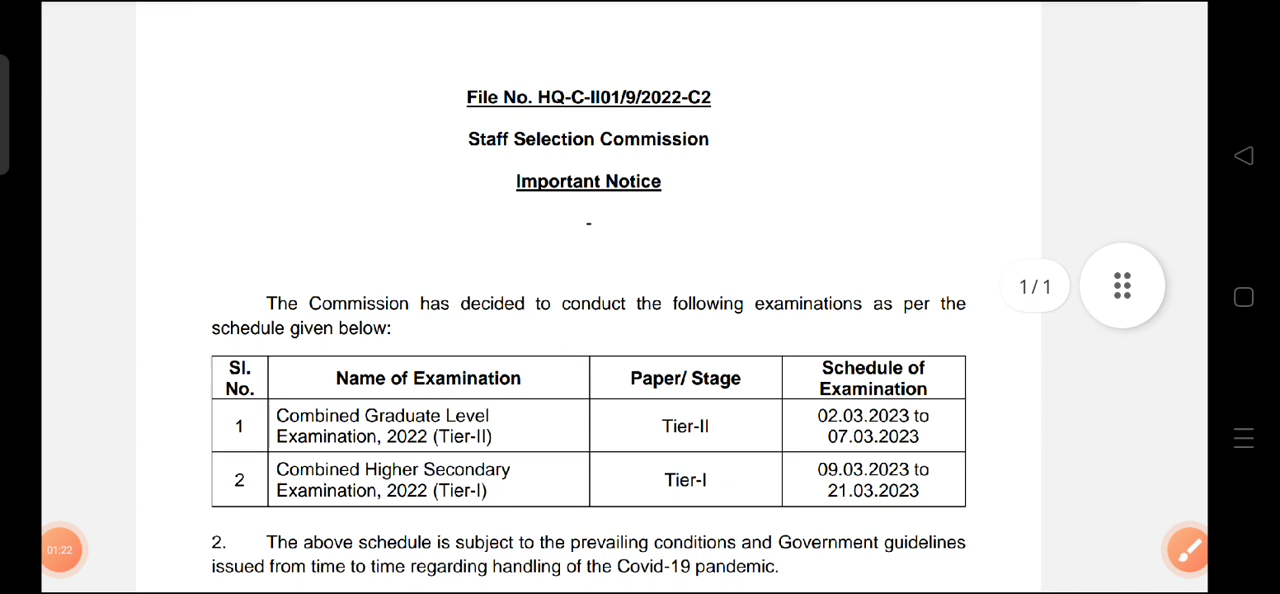 File No. HQ-C-II01/9/2022-C2
Staff Selection Commission
Important Notice
-
The Commission has decided to conduct the following examinations as per the
schedule given below:
Sl. No. Name of Examination Paper/ Stage Schedule of Examination
1 Combined Graduate Level Examination, 2022 (Tier-II) Tier-II 02.03.2023 to 07.03.2023
2 Combined Higher Secondary Examination, 2022 (Tier-I) Tier-I 09.03.2023 to 21.03.2023
2. The above schedule is subject to the prevailing conditions and Government guidelines
issued from time to time regarding handling of the Covid-19 pandemic.
1 / 1
01:22